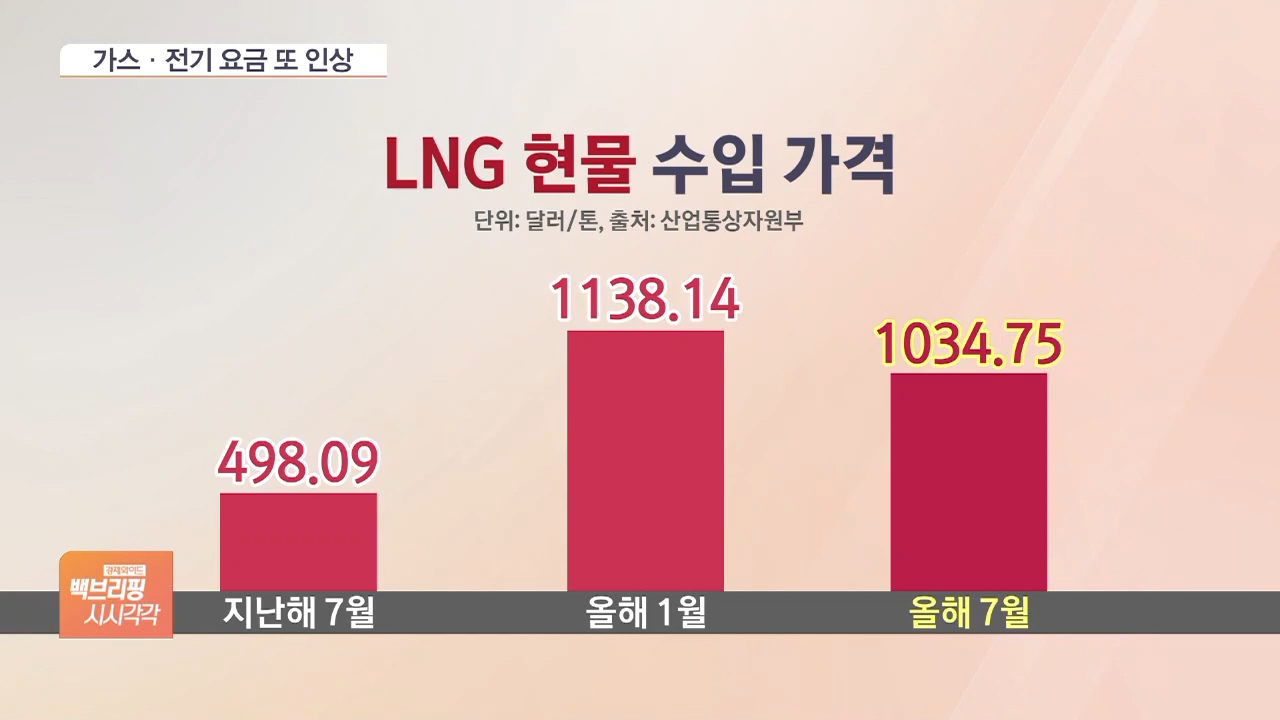 가스·전기 요금 또 인상
LNG 현물 수입 가격
단위: 달러/톤, 출처: 산업통상자원부
498.09
1138.14
1034.75
지난해 7월
올해 1월
올해 7월
경제와이드
백브리핑
시시각각